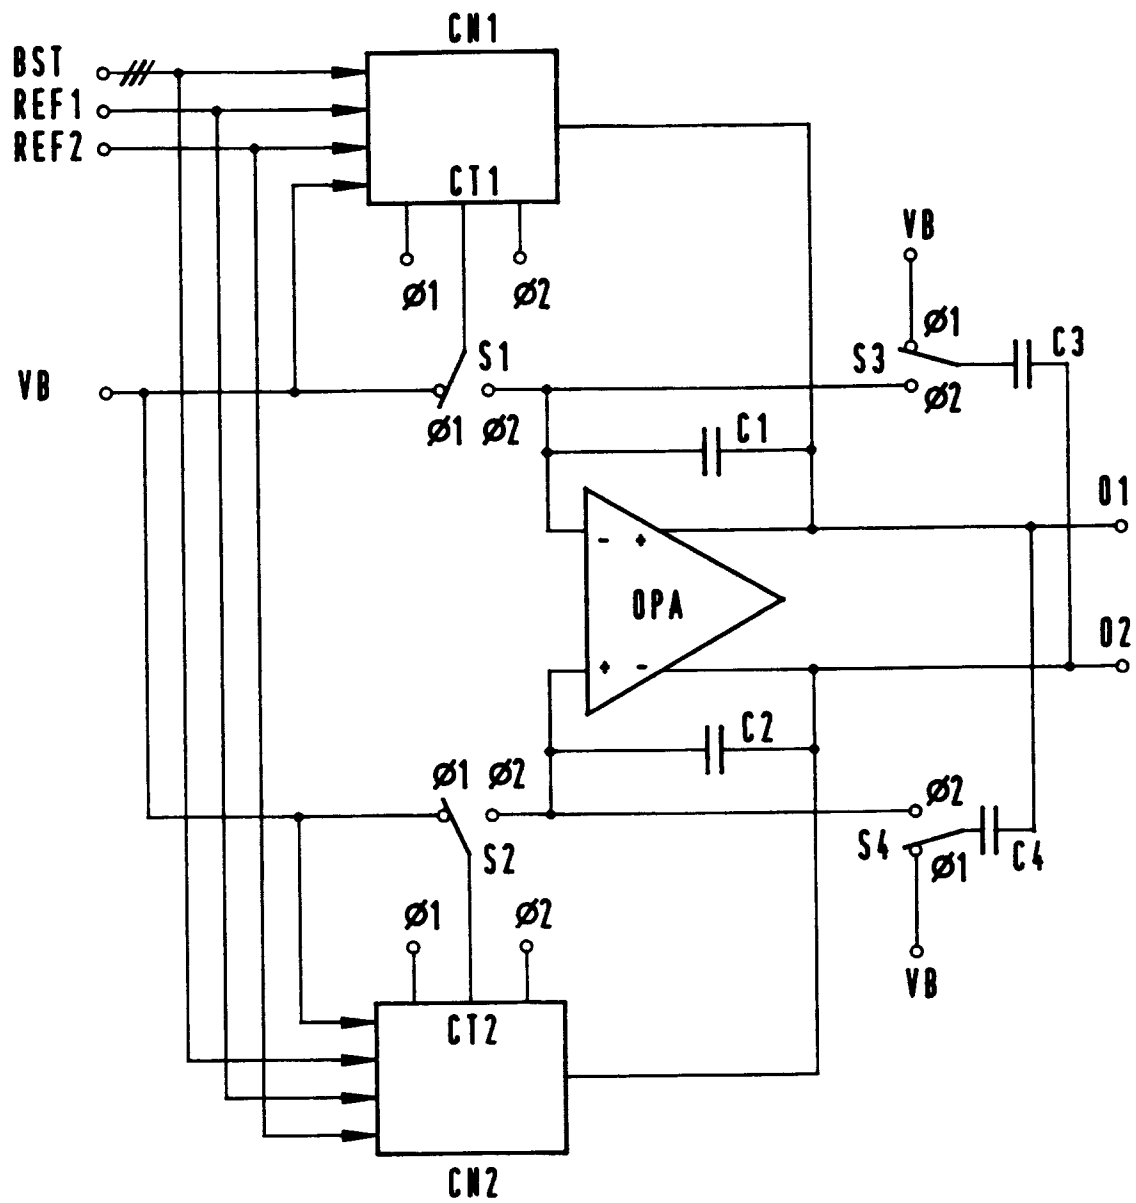 CN1
BST
REF1
REF2
CT1
ø1
ø2
VB
ø1
S1
S3
C3
VB
ø2
ø1 ø2
C1
O1
- +
OPA
O2
+ -
C2
ø1 ø2
ø2
S4
S2
ø1
C4
ø1
ø2
VB
CT2
CN2